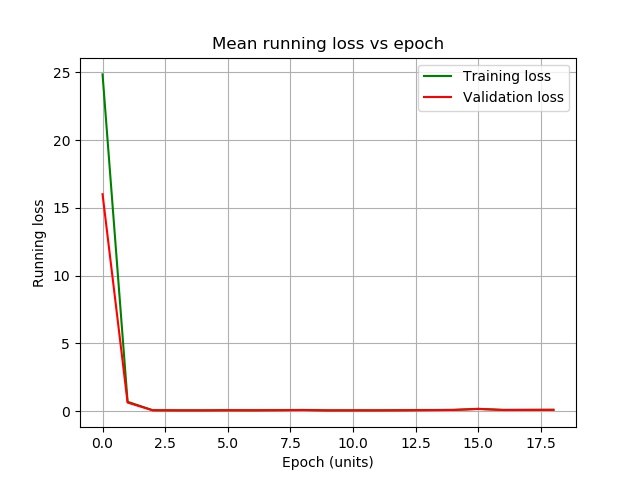 Mean running loss vs epoch
Training loss
Validation loss
25
20
15
10
5
0
Running loss
0.0 2.5 5.0 7.5 10.0 12.5 15.0 17.5
Epoch (units)